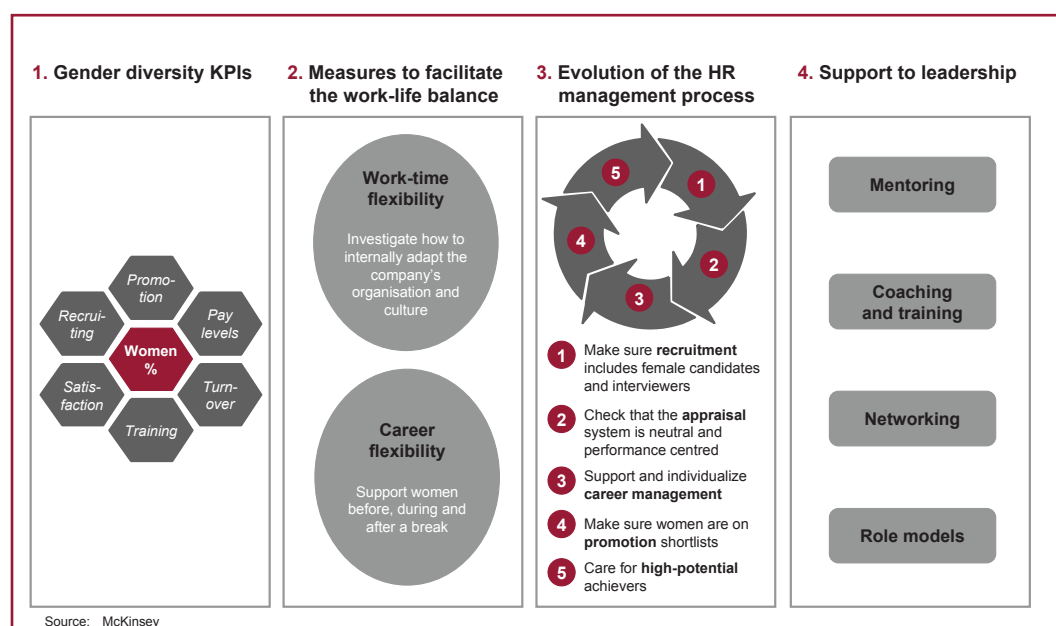 1. Gender diversity KPIs
Promo-
tion
Recrui-
ting
Pay
levels
Women
%
Satis-
faction
Turn-
over
Training
2. Measures to facilitate
the work-life balance
Work-time
flexibility
Investigate how to
internally adapt the
company's
organisation and
culture
Career
flexibility
Support women
before, during and
after a break
3. Evolution of the HR
management process
5
1
4
2
3
1 Make sure recruitment
includes female candidates
and interviewers
2 Check that the appraisal
system is neutral and
performance centred
3 Support and individualize
career management
4 Make sure women are on
promotion shortlists
5 Care for high-potential
achievers
4. Support to leadership
Mentoring
Coaching
and training
Networking
Role models
Source: McKinsey